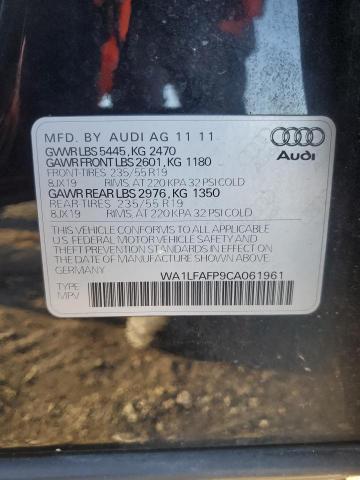 MFD. BY AUDI AG 11 11
GVWR LBS 5445, KG 2470
GAWR FRONT LBS 2601, KG 1180
FRONT-TIRES 235/55 R19
8JX19 RIMS, AT 220 KPA 32 PSI COLD
GAWR REAR LBS 2976, KG 1350
REAR-TIRES 235/55 R19
8JX19 RIMS, AT 220 KPA 32 PSI COLD
Audi
THIS VEHICLE CONFORMS TO ALL APPLICABLE
U.S. FEDERAL MOTOR VEHICLE SAFETY AND
THEFT PREVENTION STANDARDS IN EFFECT ON
THE DATE OF MANUFACTURE SHOWN ABOVE.
GERMANY WA1LFAFP9CA061961
TYPE
MPV